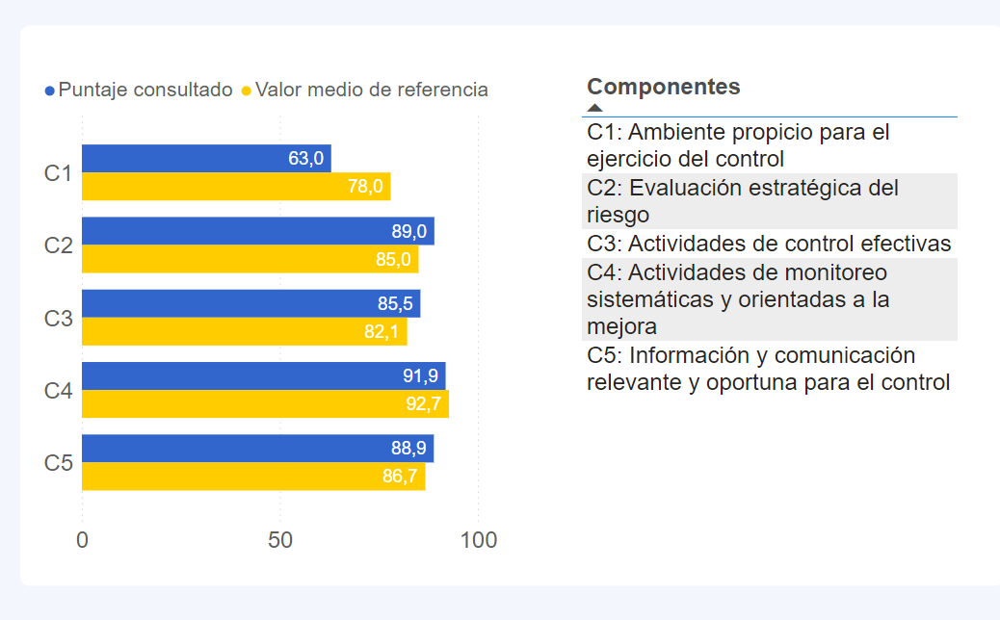 Puntaje consultado Valor medio de referencia
C1
63,0
78,0
C2
89,0
85,0
C3
85,5
82,1
C4
91,9
92,7
C5
88,9
86,7
0 50 100
Componentes
C1: Ambiente propicio para el
ejercicio del control
C2: Evaluación estratégica del
riesgo
C3: Actividades de control efectivas
C4: Actividades de monitoreo
sistemáticas y orientadas a la
mejora
C5: Información y comunicación
relevante y oportuna para el control